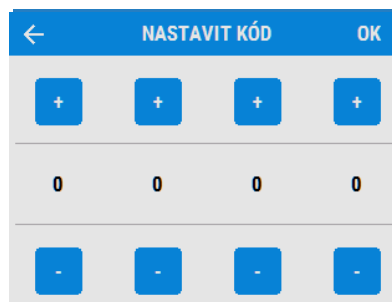 ← NASTAVIT KÓD OK
+ + + +
0 0 0 0
- - - -